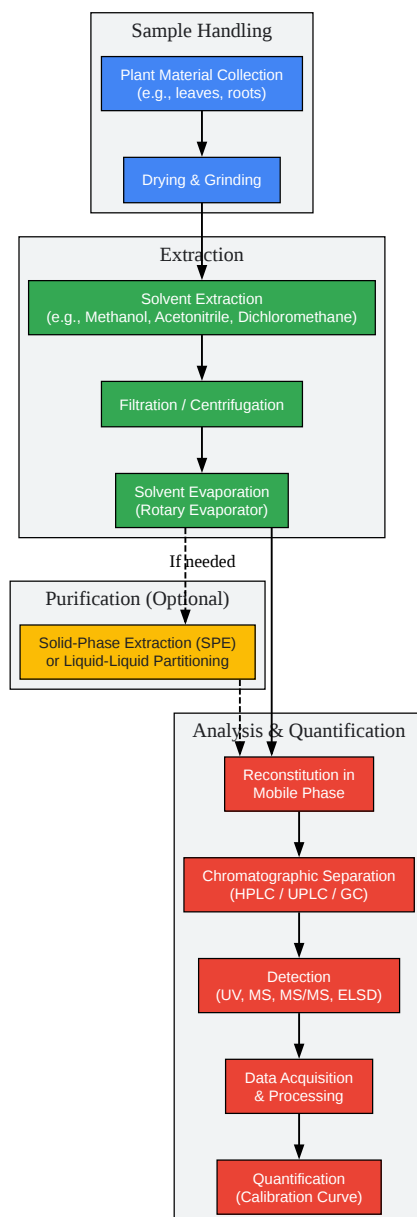 Sample Handling
Plant Material Collection
(e.g., leaves, roots)
Drying & Grinding
Extraction
Solvent Extraction
(e.g., Methanol, Acetonitrile, Dichloromethane)
Filtration / Centrifugation
Solvent Evaporation
(Rotary Evaporator)
If needed
Purification (Optional)
Solid-Phase Extraction (SPE)
or Liquid-Liquid Partitioning
Analysis & Quantification
Reconstitution in
Mobile Phase
Chromatographic Separation
(HPLC / UPLC / GC)
Detection
(UV, MS, MS/MS, ELSD)
Data Acquisition
& Processing
Quantification
(Calibration Curve)